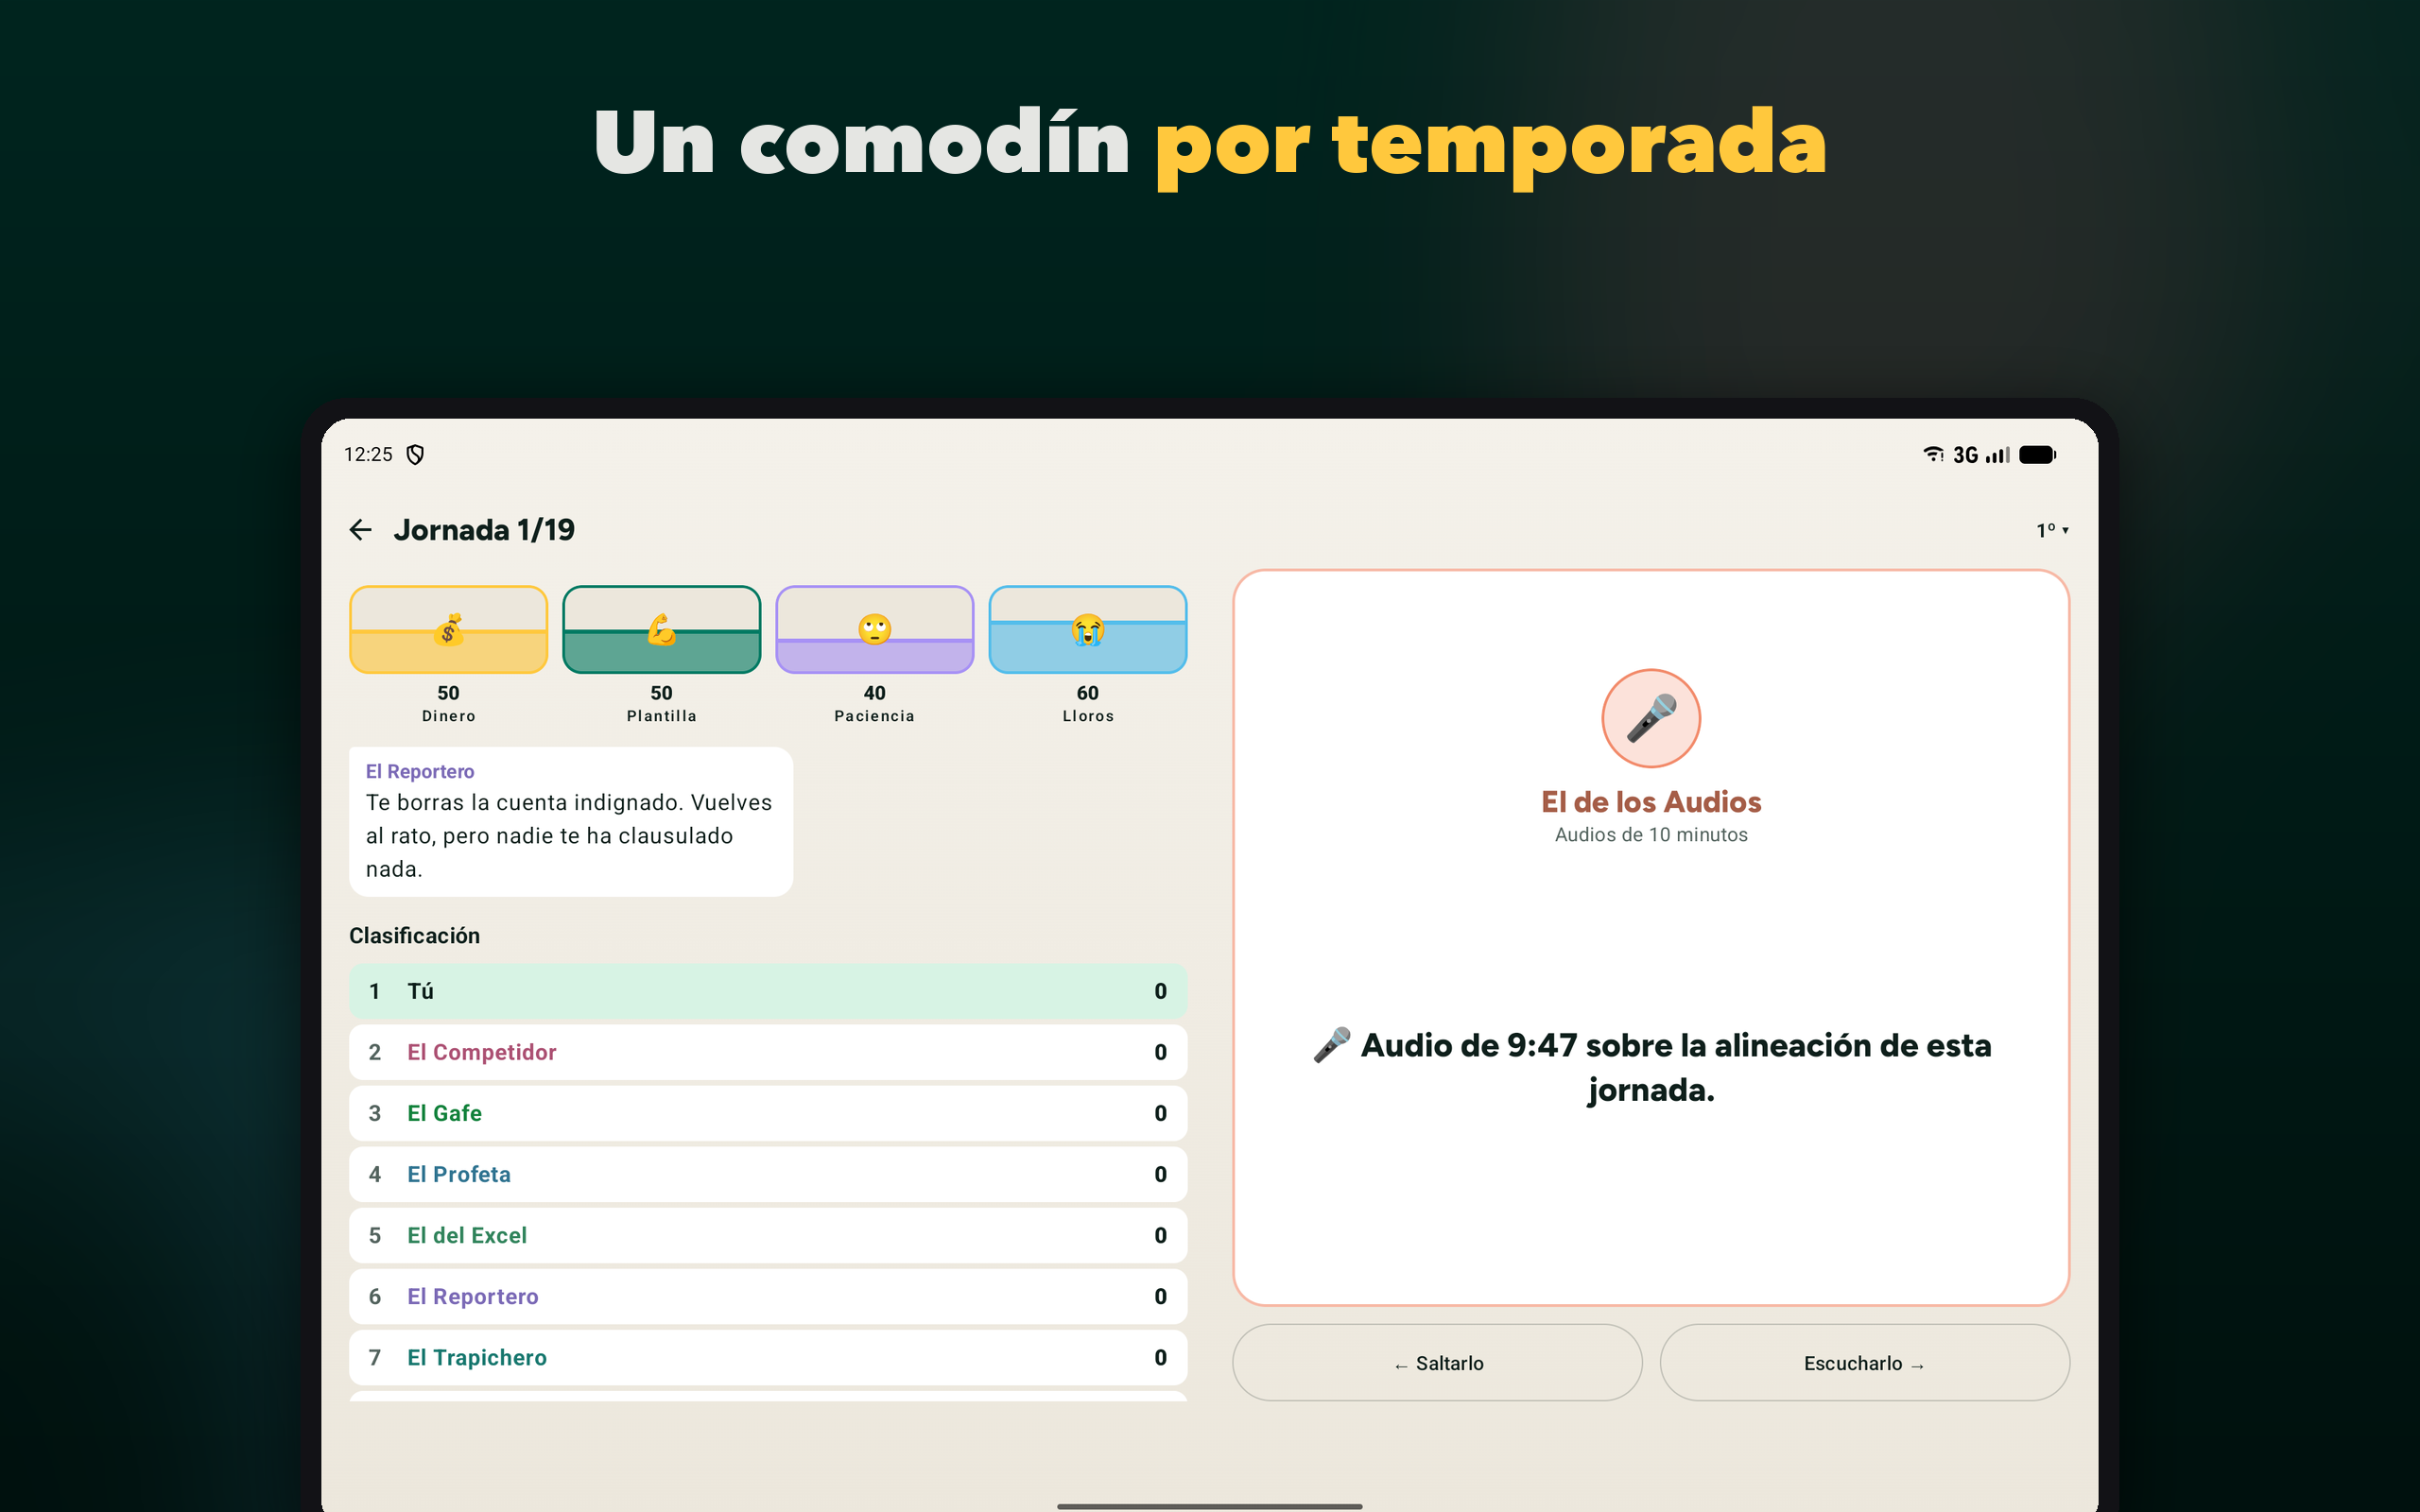 Un comodín por temporada
12:25
3G
← Jornada 1/19
1º ▾
50
Dinero
50
Plantilla
40
Paciencia
60
Lloros
El Reportero
Te borras la cuenta indignado. Vuelves
al rato, pero nadie te ha clausulado
nada.
Clasificación
1 Tú 0
2 El Competidor 0
3 El Gafe 0
4 El Profeta 0
5 El del Excel 0
6 El Reportero 0
7 El Trapichero 0
El de los Audios
Audios de 10 minutos
🎤 Audio de 9:47 sobre la alineación de esta
jornada.
← Saltarlo
Escucharlo →